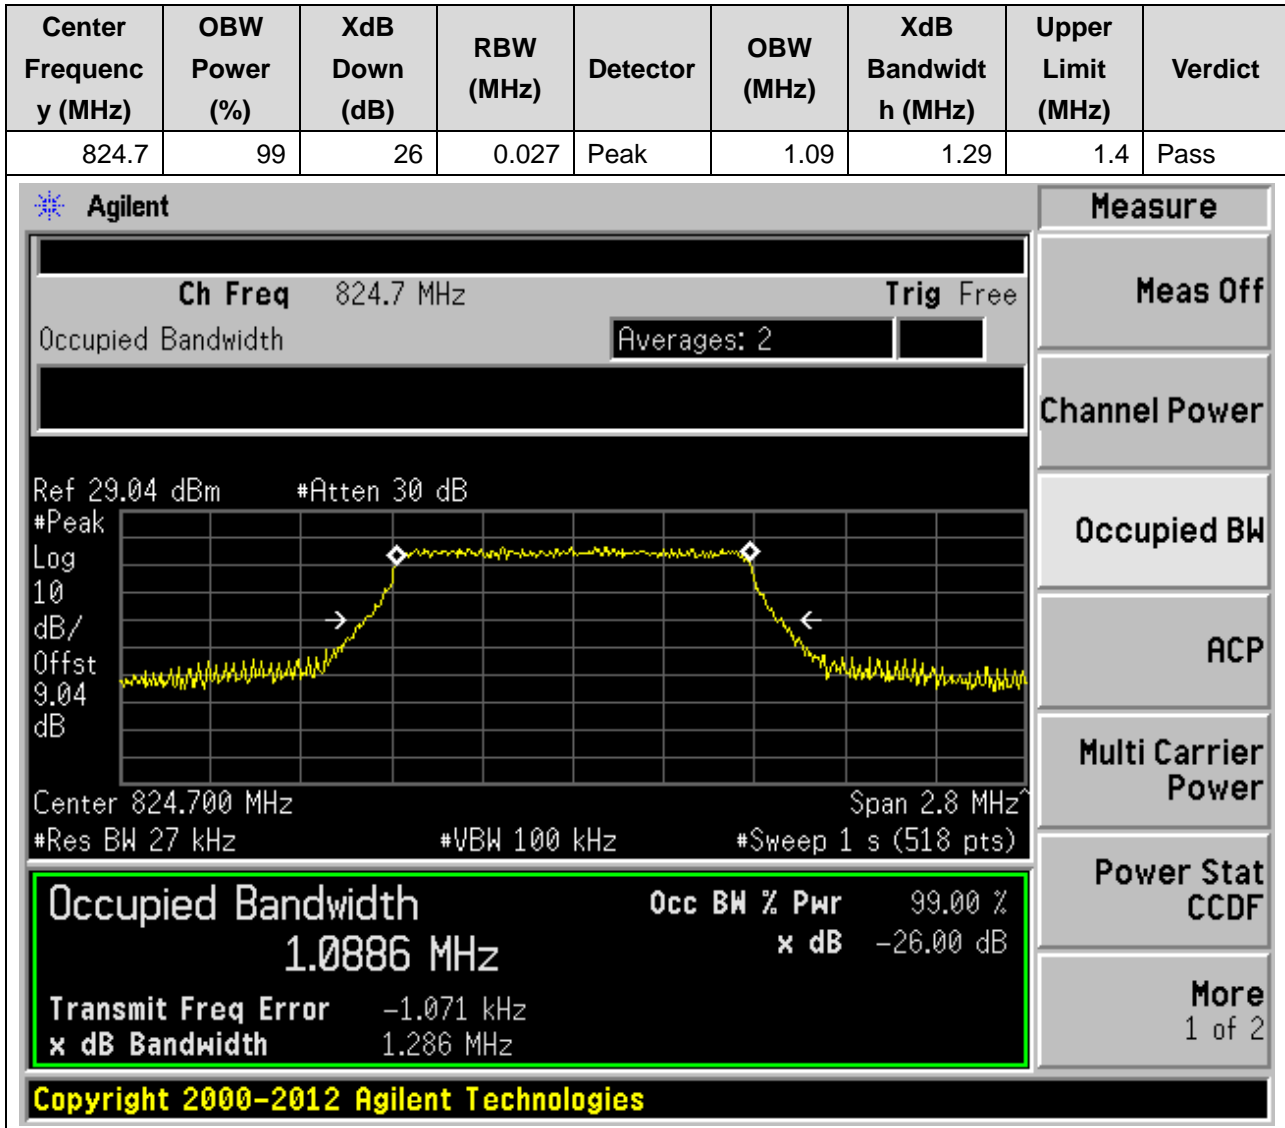 Center Frequency (MHz) | OBW Power (%) | XdB Down (dB) | RBW (MHz) | Detector | OBW (MHz) | XdB Bandwidth (MHz) | Upper Limit (MHz) | Verdict
824.7 | 99 | 26 | 0.027 | Peak | 1.09 | 1.29 | 1.4 | Pass
Agilent
Measure
Ch Freq 824.7 MHz Trig Free
Meas Off
Occupied Bandwidth Averages: 2
Channel Power
Ref 29.04 dBm #Atten 30 dB
#Peak
Log
10
dB/
Offst
9.04
dB
Occupied BW
ACP
Center 824.700 MHz Span 2.8 MHz^
#Res BW 27 kHz #VBW 100 kHz #Sweep 1 s (518 pts)
Multi Carrier
Power
Occupied Bandwidth Occ BW % Pwr 99.00 %
1.0886 MHz x dB -26.00 dB
Power Stat
CCDF
Transmit Freq Error -1.071 kHz
x dB Bandwidth 1.286 MHz
More
1 of 2
Copyright 2000-2012 Agilent Technologies